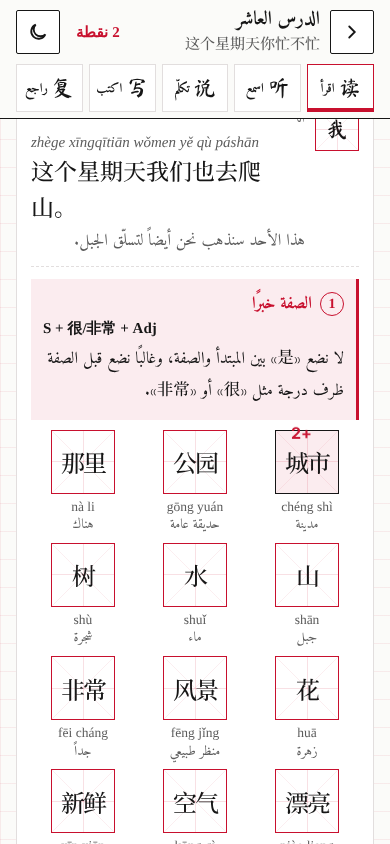 الدرس العاشر
这个星期天你忙不忙
2 نقطة
读 اقرأ
听 اسمع
说 تكلّم
写 اكتب
复 راجع
我
zhège xīngqītiān wǒmen yě qù páshān
这个星期天我们也去爬
山。
هذا الأحد سنذهب نحن أيضاً لتسلّق الجبل.
1 الصفة خبرًا
S + 很/非常 + Adj
لا نضع «是» بين المبتدأ والصفة، وغالبًا نضع قبل الصفة
ظرف درجة مثل «很» أو «非常».
+2
城市
chéng shì
مدينة
公园
gōng yuán
حديقة عامة
那里
nà li
هناك
山
shān
جبل
水
shuǐ
ماء
树
shù
شجرة
花
huā
زهرة
风景
fēng jǐng
منظر طبيعي
非常
fēi cháng
جداً
漂亮
空气
新鲜